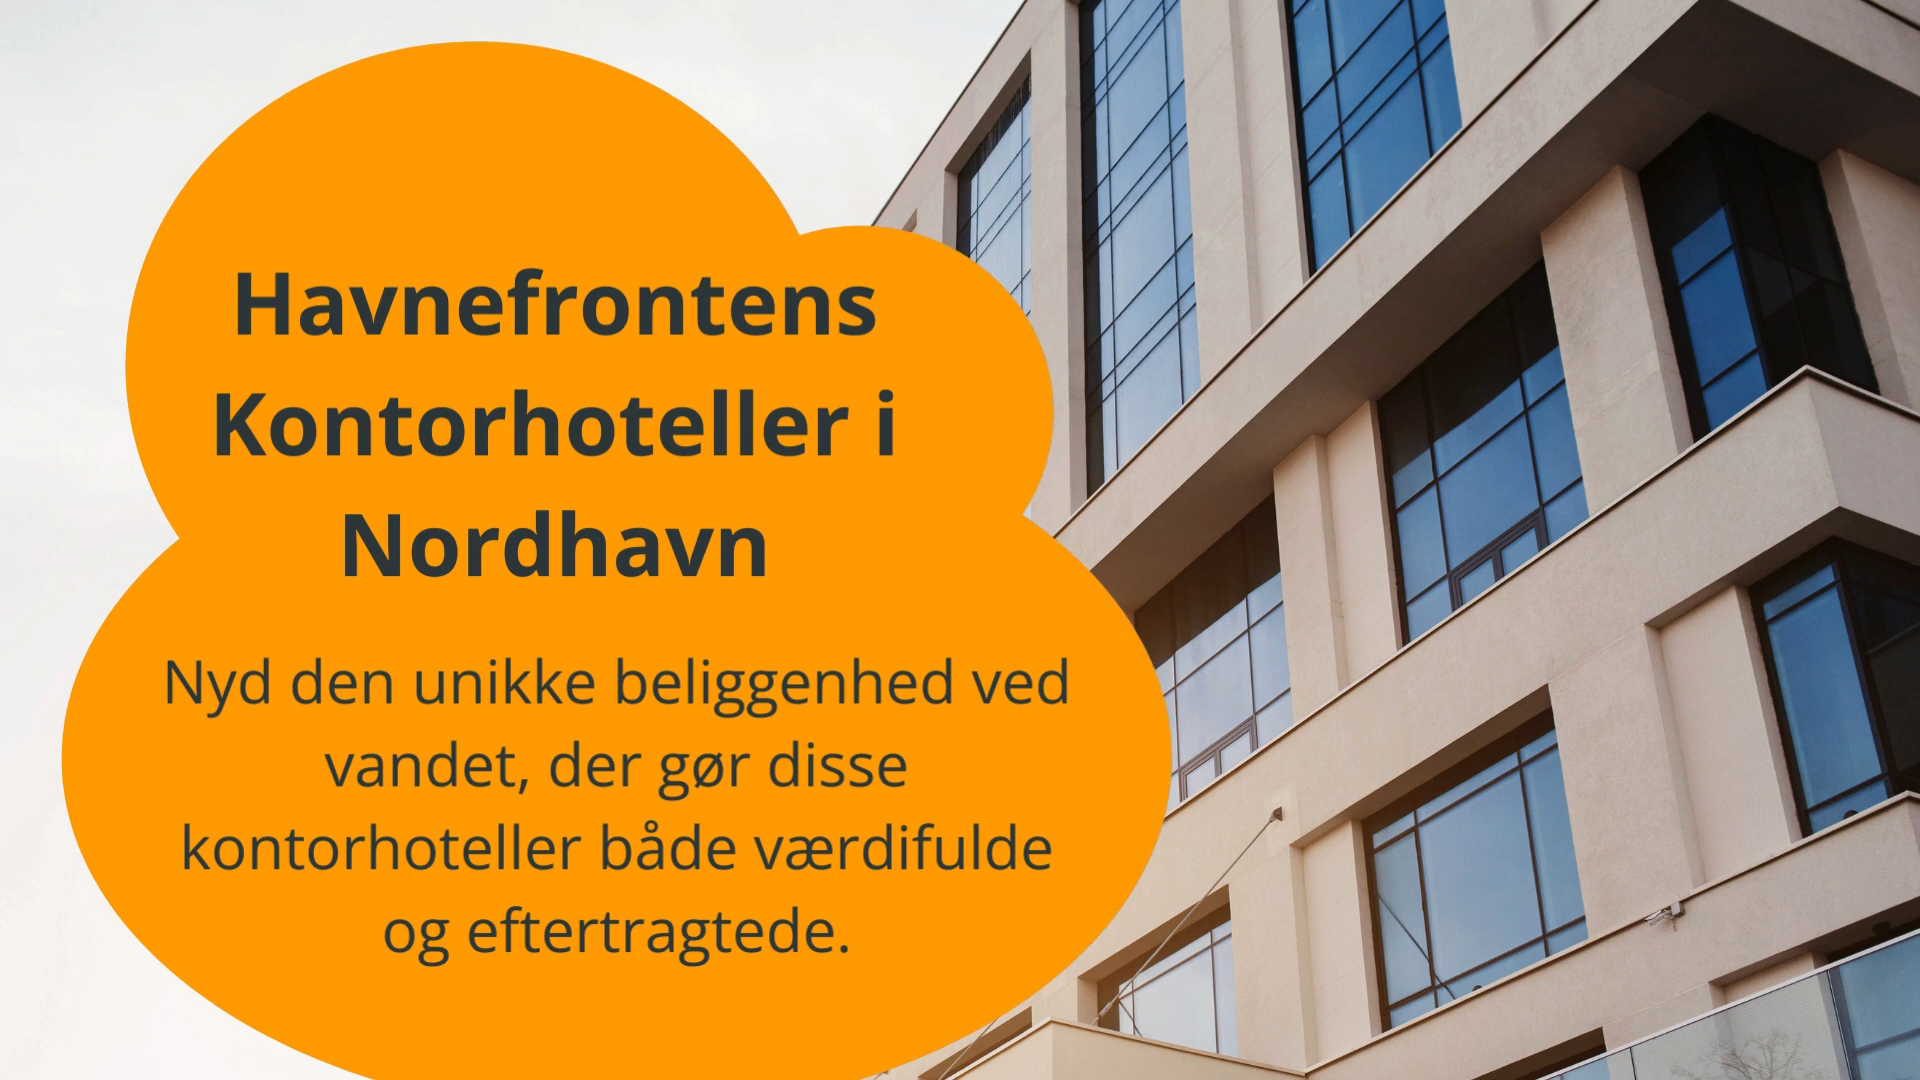 Havnefrontens
Kontorhoteller i
Nordhavn
Nyd den unikke beliggenhed ved
vandet, der gør disse
kontorhoteller både værdifulde
og eftertragtede.